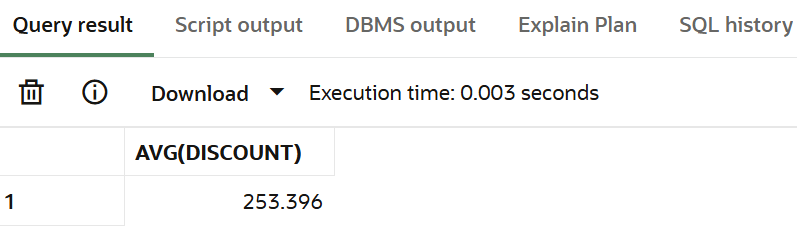 Query result Script output DBMS output Explain Plan SQL history
Download Execution time: 0.003 seconds
AVG(DISCOUNT)
1 253.396